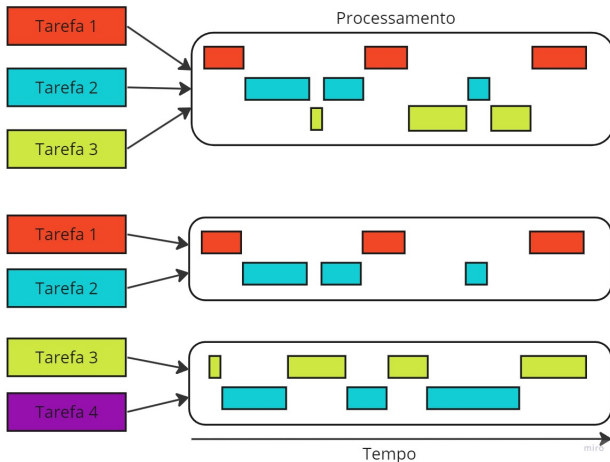 Processamento
Tarefa 1
Tarefa 2
Tarefa 3
Tarefa 1
Tarefa 2
Tarefa 3
Tarefa 4
Tempo
miro